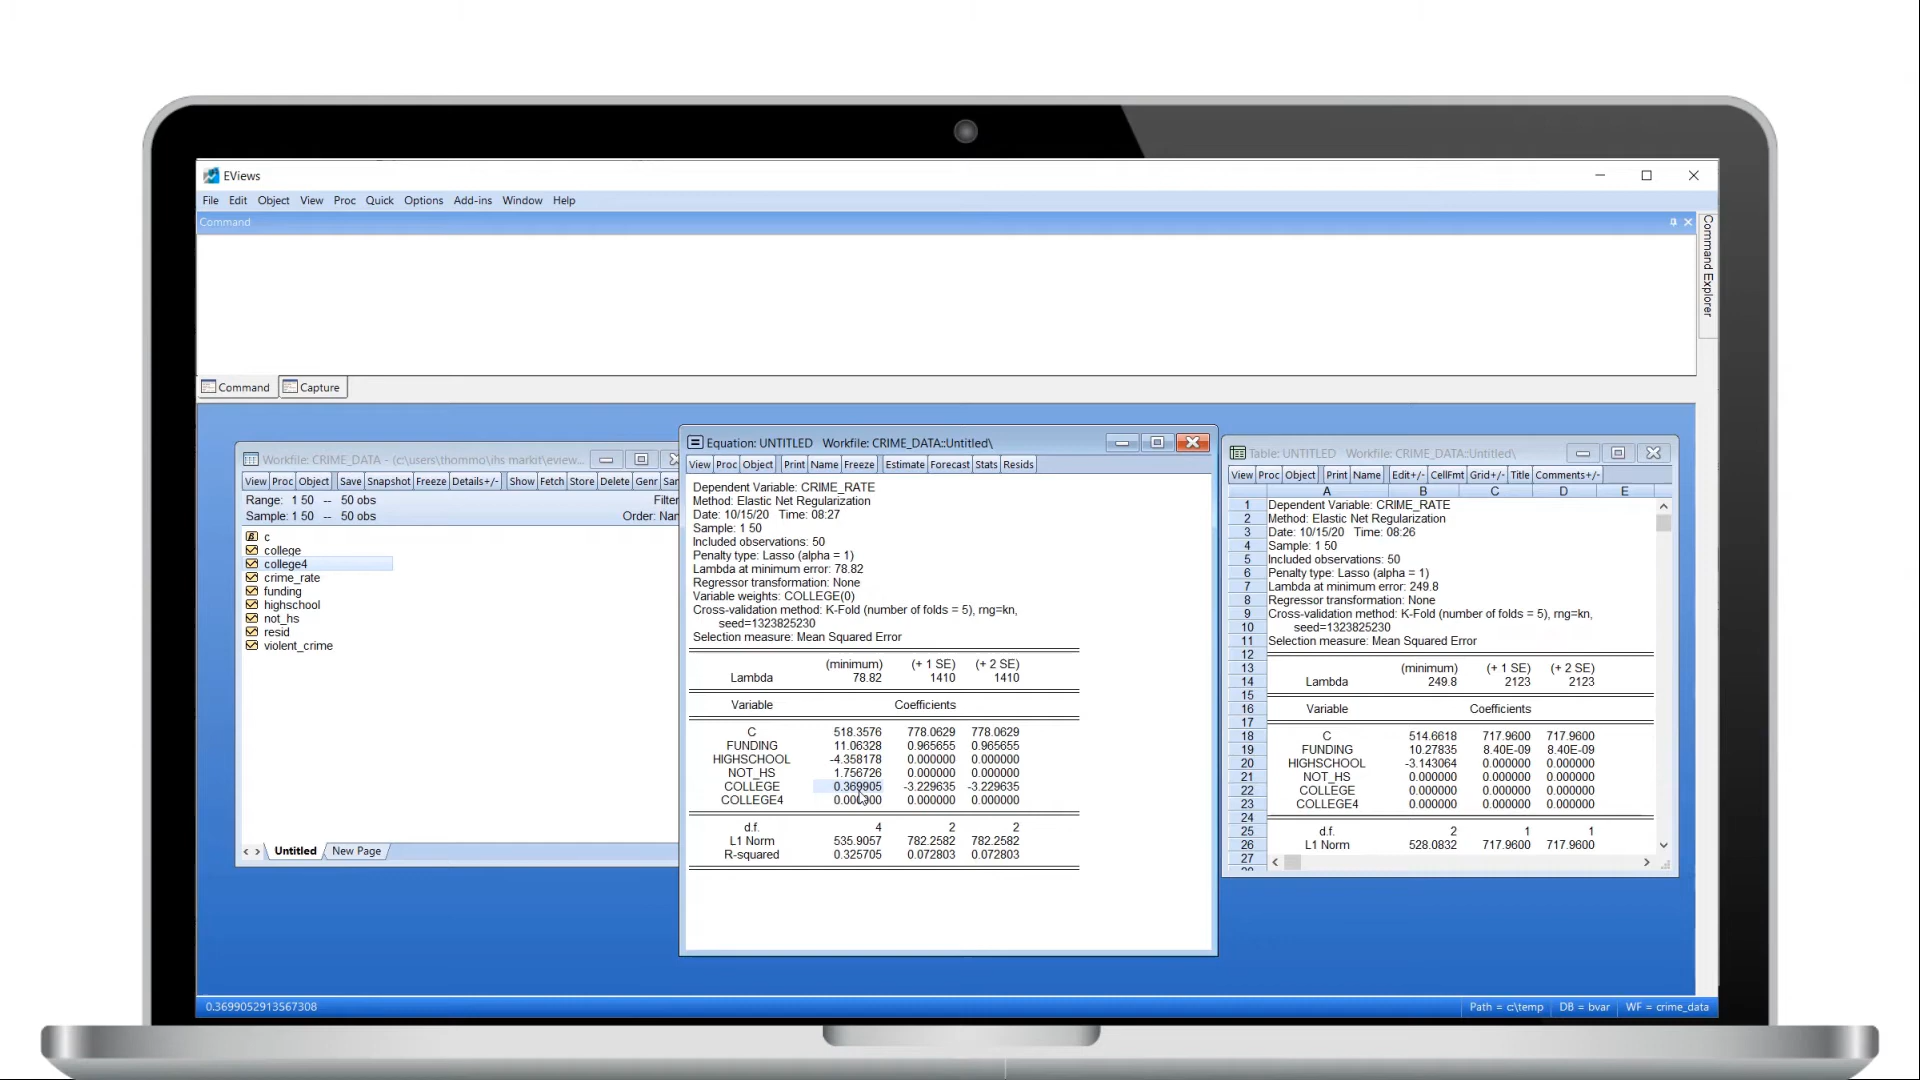 EViews
File Edit Object View Proc Quick Options Add-ins Window Help
Command
Command Explorer
Command Capture
Workfile: CRIME_DATA - (c:\users\thommo\ihs markit\eview...
View Proc Object Save Snapshot Freeze Details+/- Show Fetch Store Delete Genr Sam
Range: 1 50 -- 50 obs Filter
Sample: 1 50 -- 50 obs Order: Nam
c
college
college4
crime_rate
funding
highschool
not_hs
resid
violent_crime
Untitled New Page
Equation: UNTITLED Workfile: CRIME_DATA::Untitled\
View Proc Object Print Name Freeze Estimate Forecast Stats Resids
Dependent Variable: CRIME_RATE
Method: Elastic Net Regularization
Date: 10/15/20 Time: 08:27
Sample: 1 50
Included observations: 50
Penalty type: Lasso (alpha = 1)
Lambda at minimum error: 78.82
Regressor transformation: None
Variable weights: COLLEGE(0)
Cross-validation method: K-Fold (number of folds = 5), rng=kn,
seed=1323825230
Selection measure: Mean Squared Error
(minimum) (+ 1 SE) (+ 2 SE)
Lambda 78.82 1410 1410
Variable Coefficients
C 518.3576 778.0629 778.0629
FUNDING 11.06328 0.965655 0.965655
HIGHSCHOOL -4.358178 0.000000 0.000000
NOT_HS 1.756726 0.000000 0.000000
COLLEGE 0.369905 -3.229635 -3.229635
COLLEGE4 0.000000 0.000000 0.000000
d.f. 4 2 2
L1 Norm 535.9057 782.2582 782.2582
R-squared 0.325705 0.072803 0.072803
Table: UNTITLED Workfile: CRIME_DATA::Untitled\
View Proc Object Print Name Edit+/- CellFmt Grid+/- Title Comments+/-
A B C D E
1 Dependent Variable: CRIME_RATE
2 Method: Elastic Net Regularization
3 Date: 10/15/20 Time: 08:26
4 Sample: 1 50
5 Included observations: 50
6 Penalty type: Lasso (alpha = 1)
7 Lambda at minimum error: 249.8
8 Regressor transformation: None
9 Cross-validation method: K-Fold (number of folds = 5), rng=kn,
10 seed=1323825230
11 Selection measure: Mean Squared Error
12
13 (minimum) (+ 1 SE) (+ 2 SE)
14 Lambda 249.8 2123 2123
15
16 Variable Coefficients
17
18 C 514.6618 717.9600 717.9600
19 FUNDING 10.27835 8.40E-09 8.40E-09
20 HIGHSCHOOL -3.143064 0.000000 0.000000
21 NOT_HS 0.000000 0.000000 0.000000
22 COLLEGE 0.000000 0.000000 0.000000
23 COLLEGE4 0.000000 0.000000 0.000000
24
25 d.f. 2 1 1
26 L1 Norm 528.0832 717.9600 717.9600
27
0.3699052913567308
Path = c:\temp DB = bvar WF = crime_data